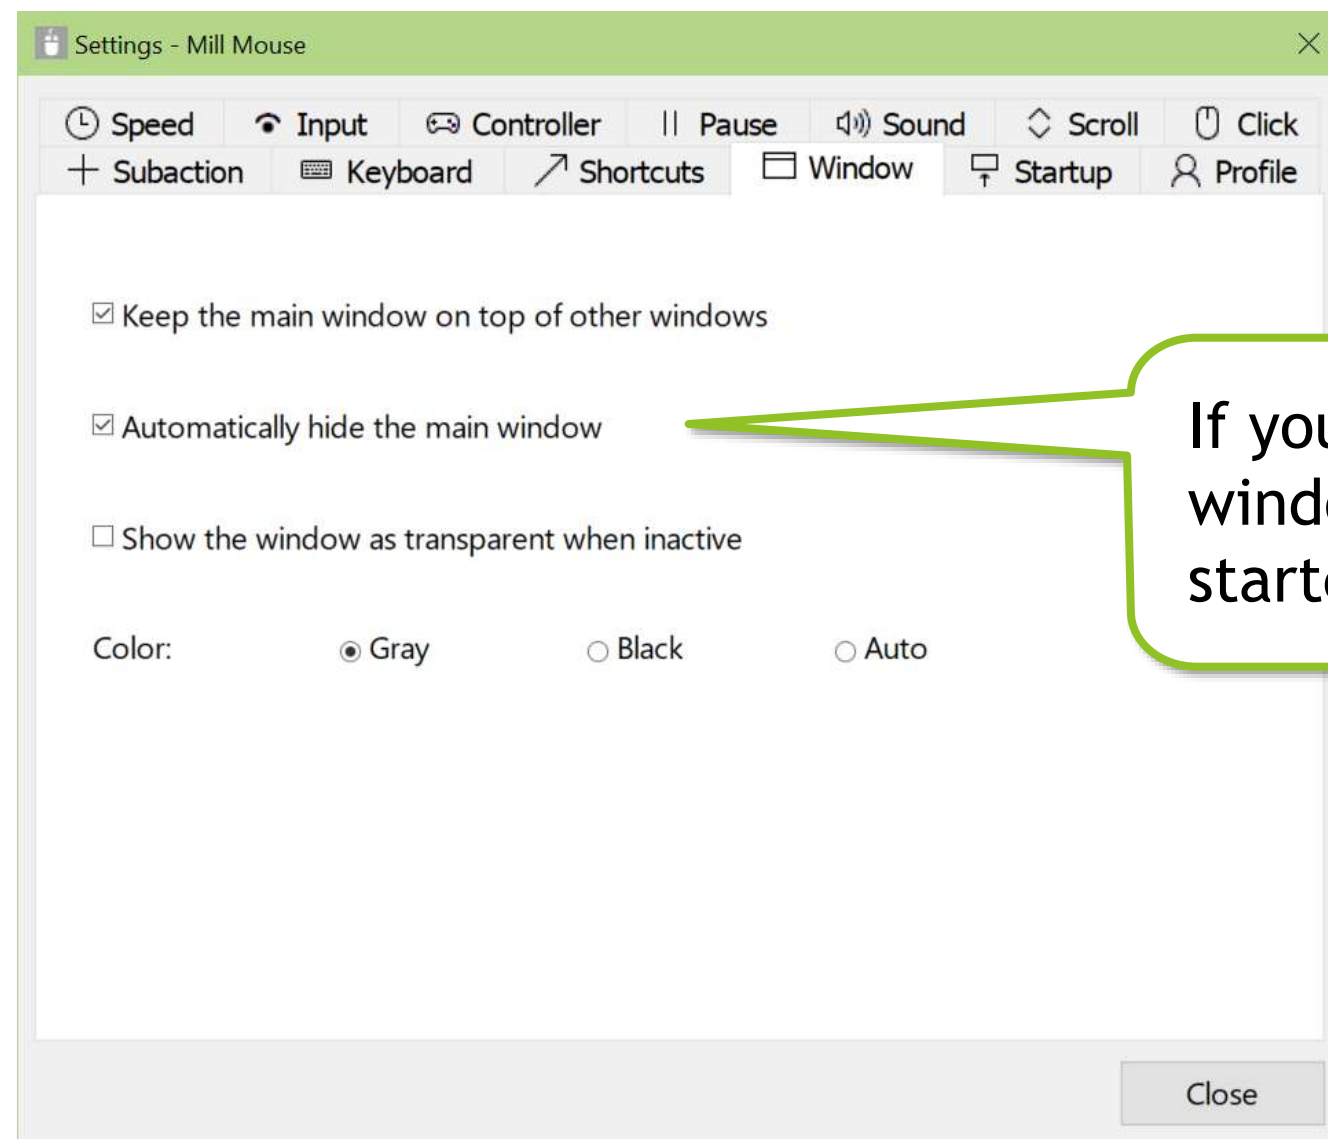 Settings - Mill Mouse
Speed Input Controller Pause Sound Scroll Click
Subaction Keyboard Shortcuts Window Startup Profile
Keep the main window on top of other windows
Automatically hide the main window
If you
Show the window as transparent when inactive
Color: Gray Black Auto
Close